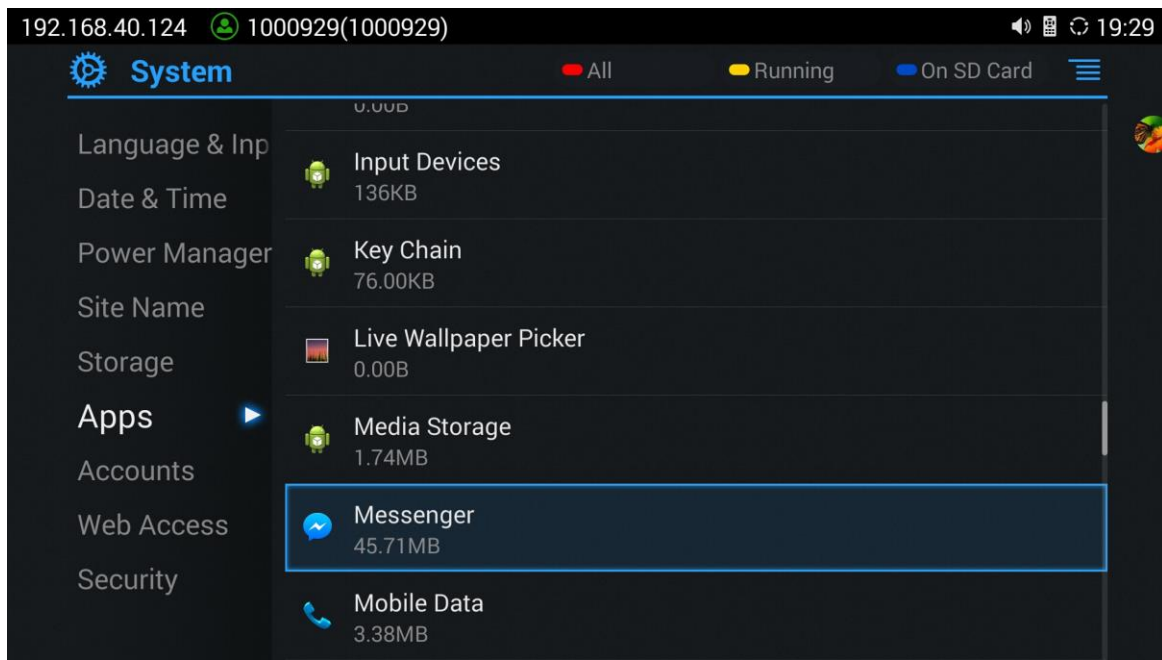 192.168.40.124 1000929(1000929) 19:29
System All Running On SD Card
0.00B
Language & Inp
Date & Time
Power Manager
Site Name
Storage
Apps
Accounts
Web Access
Security
Input Devices
136KB
Key Chain
76.00KB
Live Wallpaper Picker
0.00B
Media Storage
1.74MB
Messenger
45.71MB
Mobile Data
3.38MB